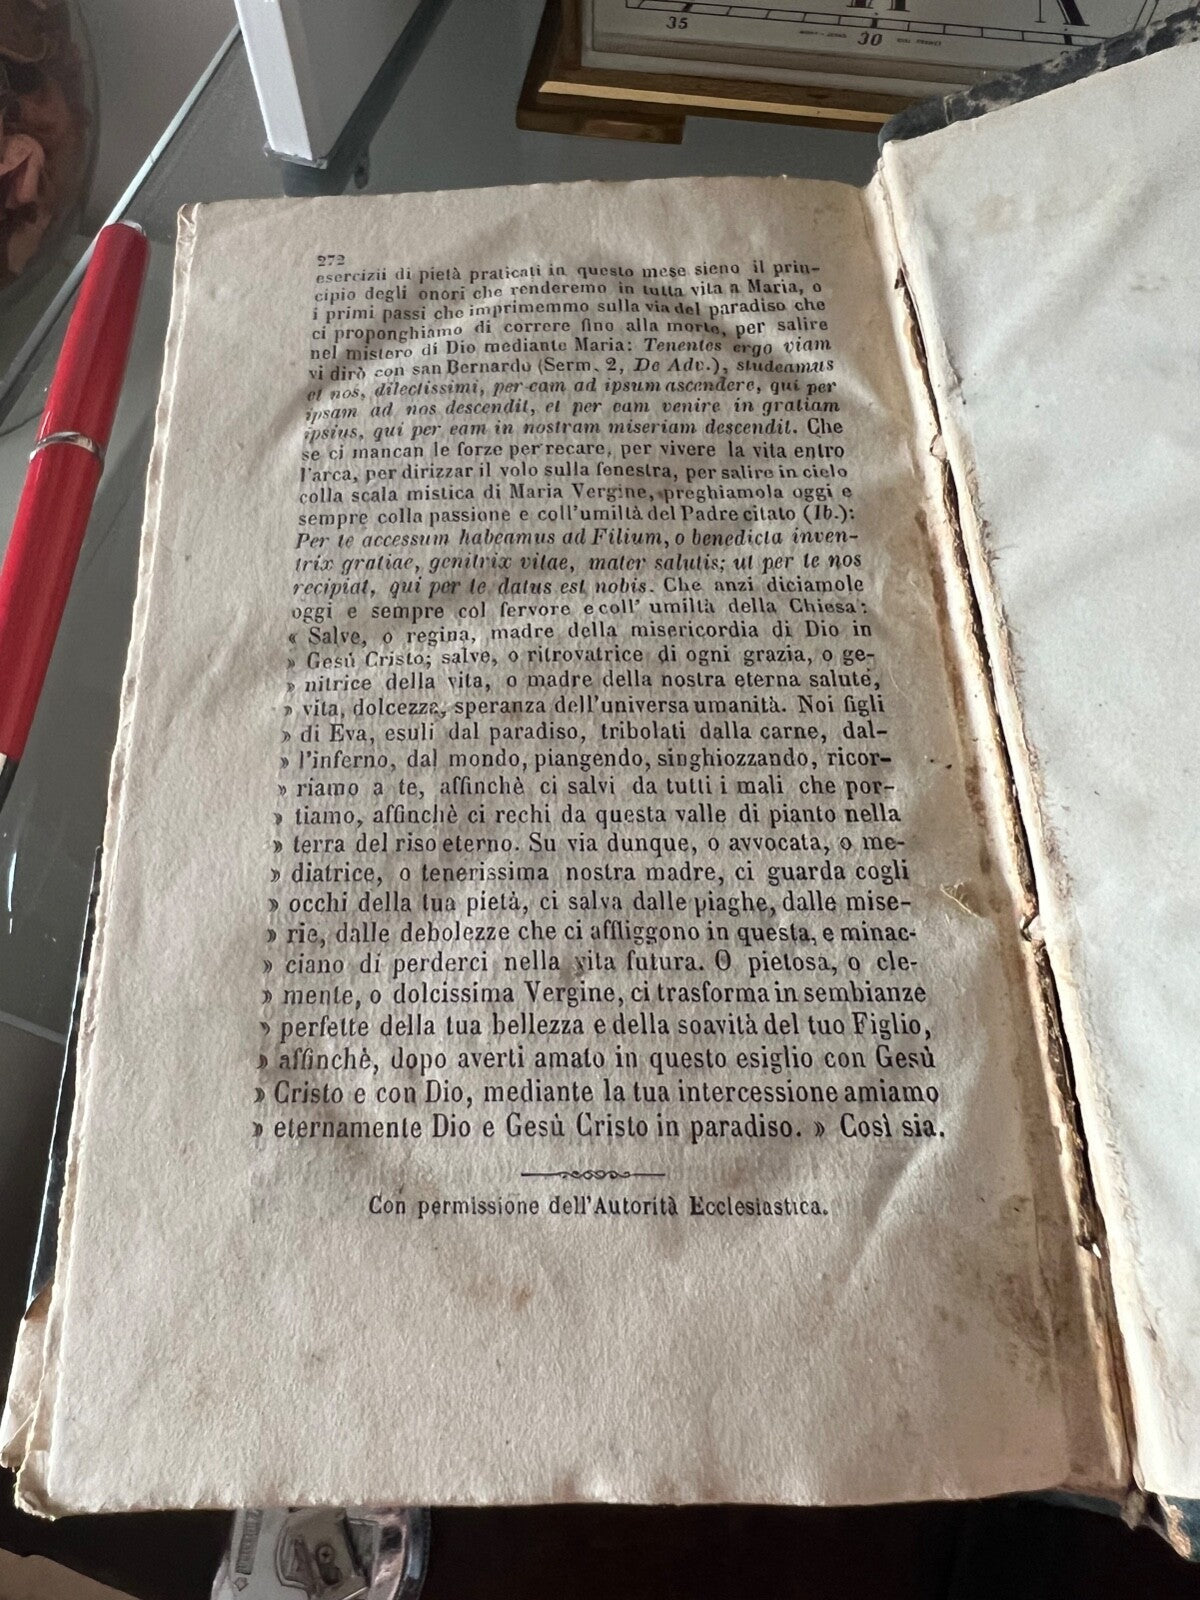 35
30
272
esercizii di pietà praticati in questo mese sieno il prin-
cipio degli onori che renderemo in tutta vita a Maria, o
i primi passi che imprimemmo sulla via del paradiso che
ci proponghiamo di correre fino alla morte, per salire
nel mistero di Dio mediante Maria: Tenentes ergo viam
vi dirò con san Bernardo (Serm. 2, De Adv.), studeamus
et nos, dilectissimi, per eam ad ipsum ascendere, qui per
ipsam ad nos descendit, et per eam venire in gratiam
ipsius, qui per eam in nostram miseriam descendit. Che
se ci mancan le forze per recare, per vivere la vita entro
l'arca, per dirizzar il volo sulla fenestra, per salire in cielo
colla scala mistica di Maria Vergine, preghiamola oggi e
sempre colla passione e coll'umiltà del Padre citato (Ib.):
Per te accessum habeamus ad Filium, o benedicta inven-
trix gratiae, genitrix vitae, mater salutis; ut per te nos
recipiat, qui per te datus est nobis. Che anzi diciamole
oggi e sempre col fervore e coll' umiltà della Chiesa:
« Salve, o regina, madre della misericordia di Dio in
» Gesù Cristo; salve, o ritrovatrice di ogni grazia, o ge-
» nitrice della vita, o madre della nostra eterna salute,
» vita, dolcezza, speranza dell'universa umanità. Noi figli
» di Eva, esuli dal paradiso, tribolati dalla carne, dal-
» l'inferno, dal mondo, piangendo, singhiozzando, ricor-
» riamo a te, affinchè ci salvi da tutti i mali che por-
» tiamo, affinchè ci rechi da questa valle di pianto nella
» terra del riso eterno. Su via dunque, o avvocata, o me-
» diatrice, o tenerissima nostra madre, ci guarda cogli
» occhi della tua pietà, ci salva dalle piaghe, dalle mise-
» rie, dalle debolezze che ci affliggono in questa, e minac-
» ciano di perderci nella vita futura. O pietosa, o cle-
» mente, o dolcissima Vergine, ci trasforma in sembianze
» perfette della tua bellezza e della soavità del tuo Figlio,
» affinchè, dopo averti amato in questo esiglio con Gesù
» Cristo e con Dio, mediante la tua intercessione amiamo
» eternamente Dio e Gesù Cristo in paradiso. » Così sia.
Con permissione dell'Autorità Ecclesiastica.